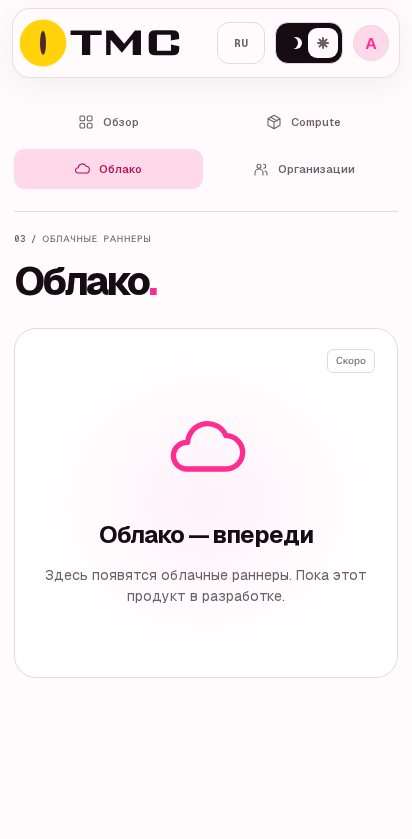 TMC
RU
A
Обзор
Compute
Облако
Организации
03 / ОБЛАЧНЫЕ РАННЕРЫ
Облако.
Скоро
Облако — впереди
Здесь появятся облачные раннеры. Пока этот
продукт в разработке.